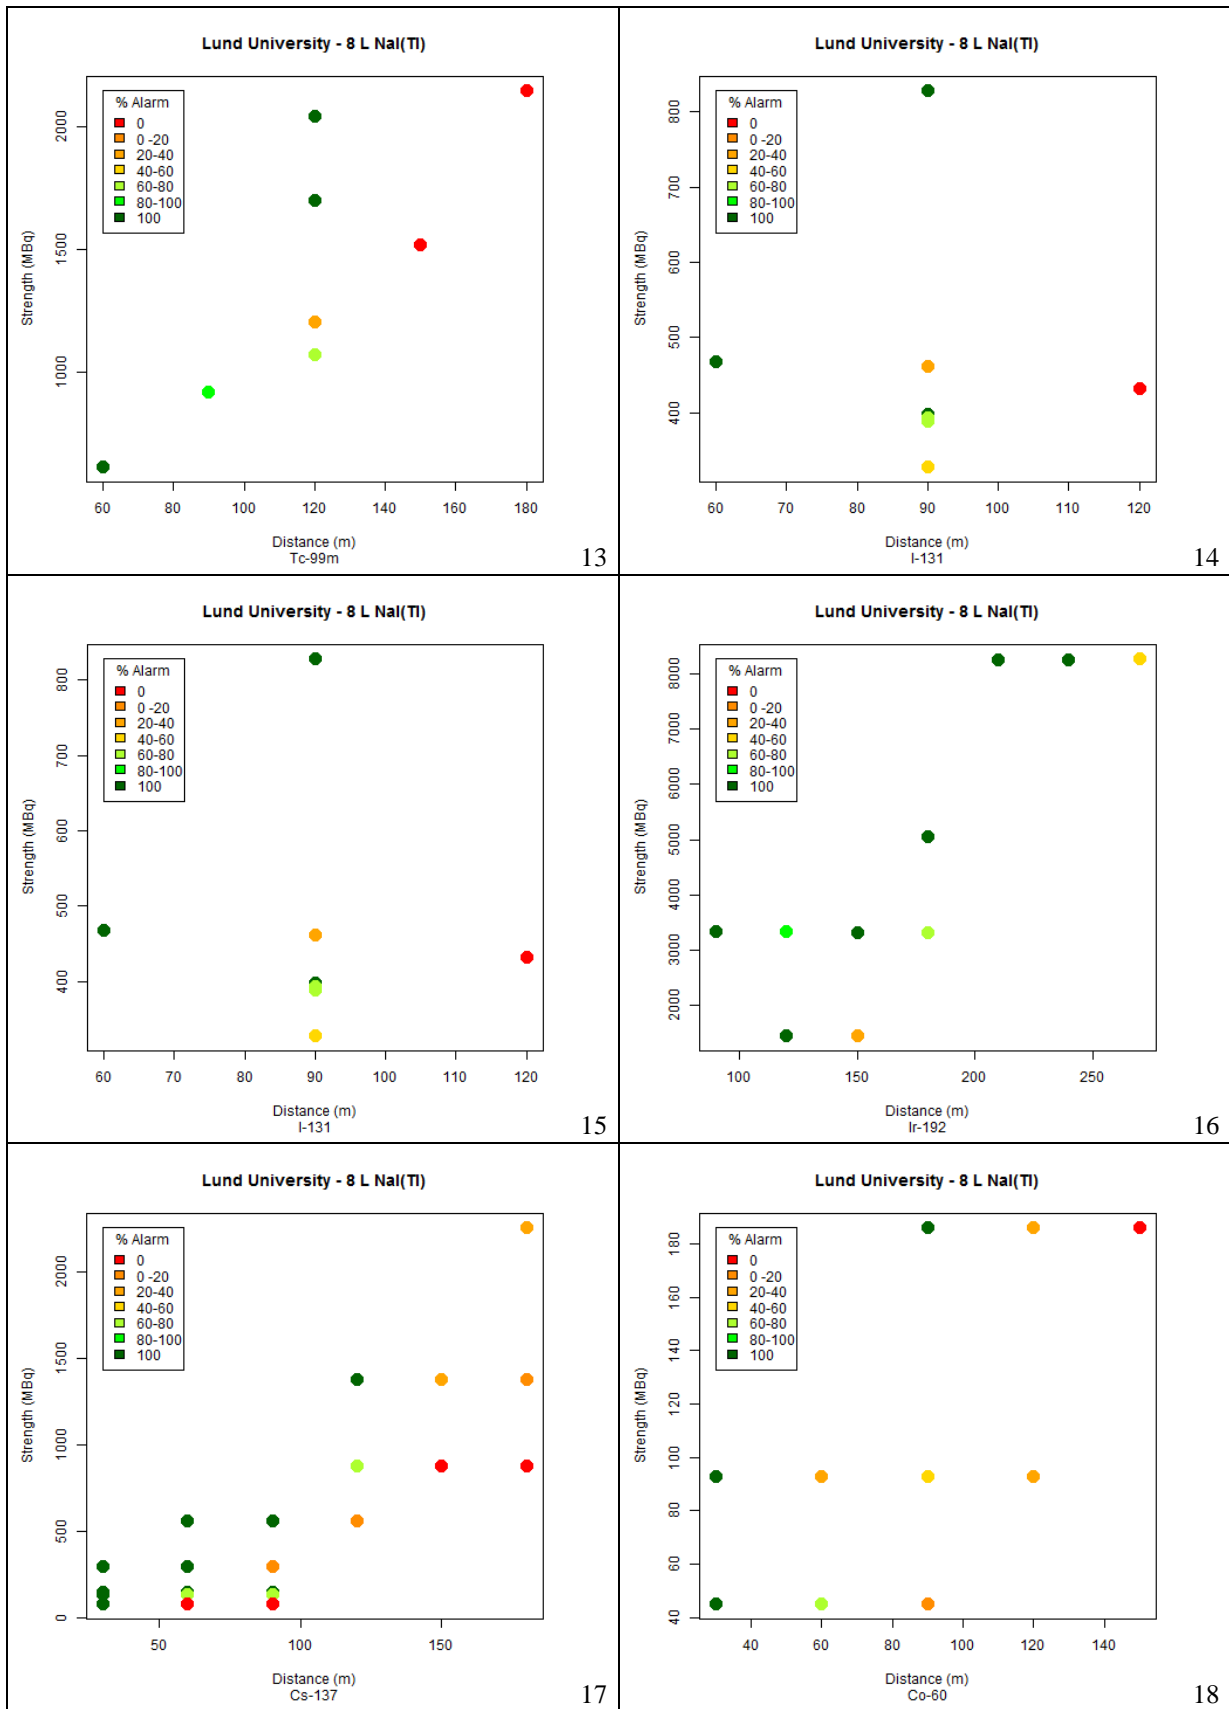 Lund University - 8 L NaI(Tl)
% Alarm
0
0 -20
20-40
40-60
60-80
80-100
100
Strength (MBq)
1000 1500 2000
60 80 100 120 140 160 180
Distance (m)
Tc-99m
13
Lund University - 8 L NaI(Tl)
% Alarm
0
0 -20
20-40
40-60
60-80
80-100
100
Strength (MBq)
400 500 600 700 800
60 70 80 90 100 110 120
Distance (m)
I-131
14
Lund University - 8 L NaI(Tl)
% Alarm
0
0 -20
20-40
40-60
60-80
80-100
100
Strength (MBq)
400 500 600 700 800
60 70 80 90 100 110 120
Distance (m)
I-131
15
Lund University - 8 L NaI(Tl)
% Alarm
0
0 -20
20-40
40-60
60-80
80-100
100
Strength (MBq)
2000 3000 4000 5000 6000 7000 8000
100 150 200 250
Distance (m)
Ir-192
16
Lund University - 8 L NaI(Tl)
% Alarm
0
0 -20
20-40
40-60
60-80
80-100
100
Strength (MBq)
0 500 1000 1500 2000
50 100 150
Distance (m)
Cs-137
17
Lund University - 8 L NaI(Tl)
% Alarm
0
0 -20
20-40
40-60
60-80
80-100
100
Strength (MBq)
40 60 80 100 120 140 160 180
40 60 80 100 120 140
Distance (m)
Co-60
18